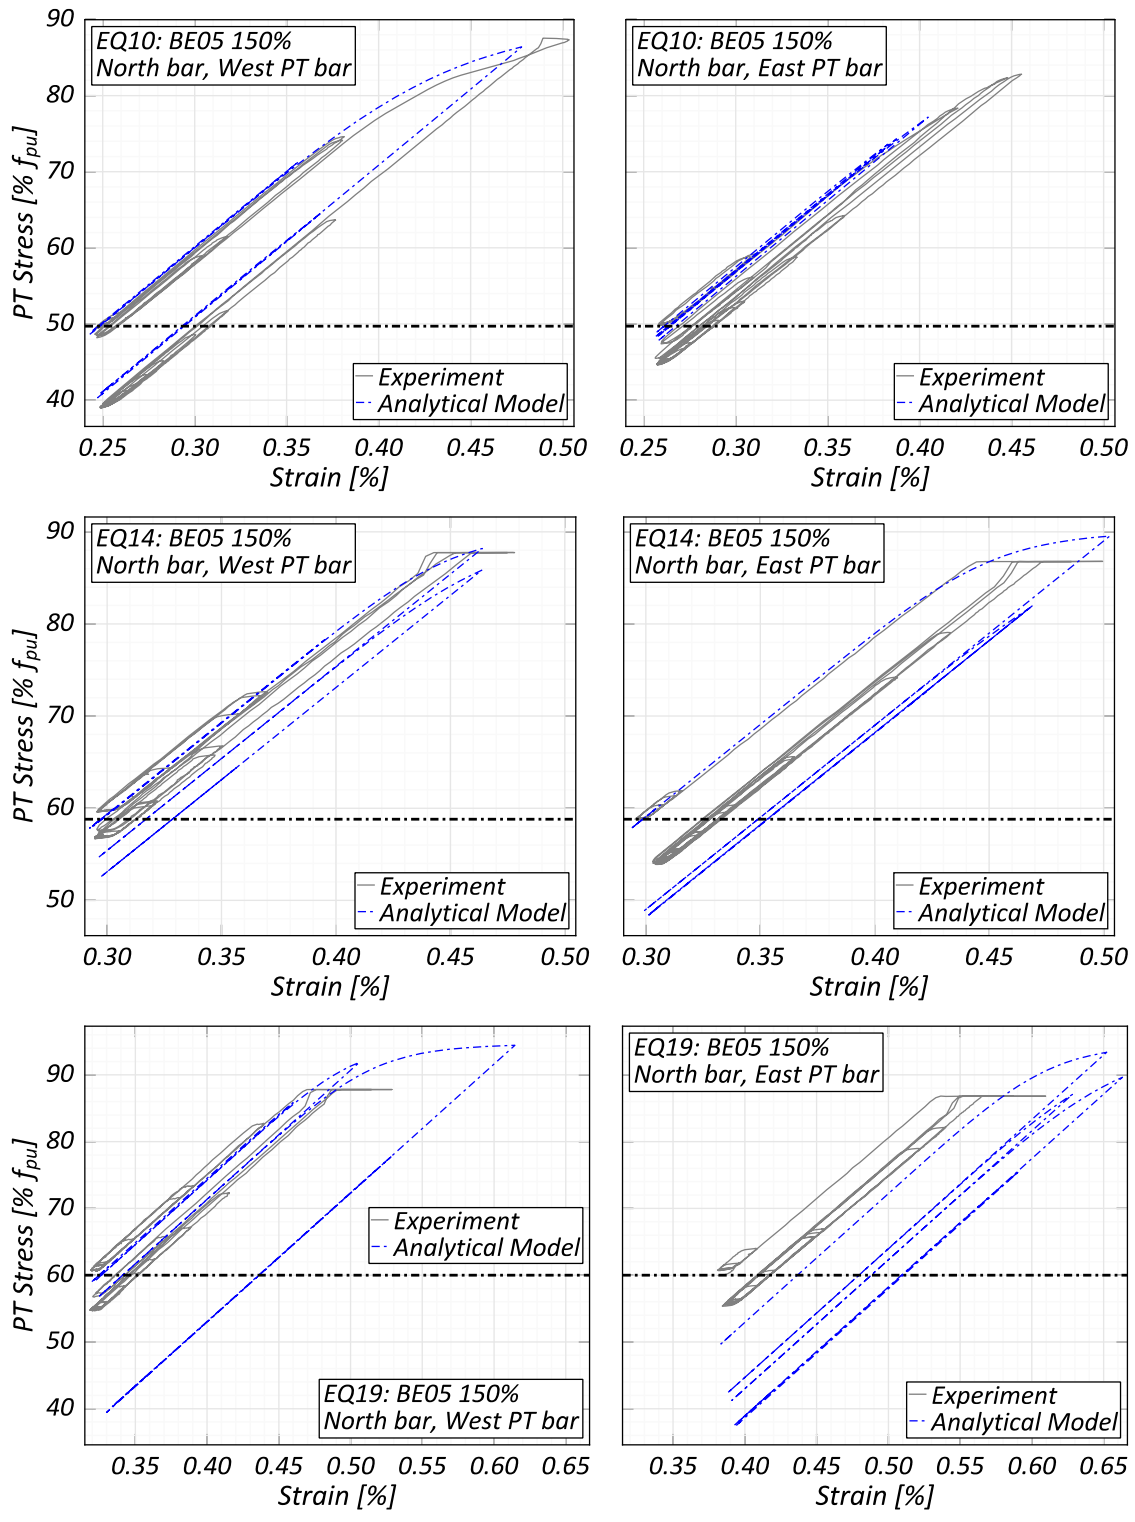 EQ10: BE05 150%
North bar, West PT bar
PT Stress [% fpu]
90
80
70
60
50
40
Experiment
Analytical Model
0.25 0.30 0.35 0.40 0.45 0.50
Strain [%]
EQ10: BE05 150%
North bar, East PT bar
Experiment
Analytical Model
0.25 0.30 0.35 0.40 0.45 0.50
Strain [%]
EQ14: BE05 150%
North bar, West PT bar
PT Stress [% fpu]
90
80
70
60
50
Experiment
Analytical Model
0.30 0.35 0.40 0.45 0.50
Strain [%]
EQ14: BE05 150%
North bar, East PT bar
Experiment
Analytical Model
0.30 0.35 0.40 0.45 0.50
Strain [%]
PT Stress [% fpu]
90
80
70
60
50
40
Experiment
Analytical Model
EQ19: BE05 150%
North bar, West PT bar
0.35 0.40 0.45 0.50 0.55 0.60 0.65
Strain [%]
EQ19: BE05 150%
North bar, East PT bar
Experiment
Analytical Model
0.35 0.40 0.45 0.50 0.55 0.60 0.65
Strain [%]